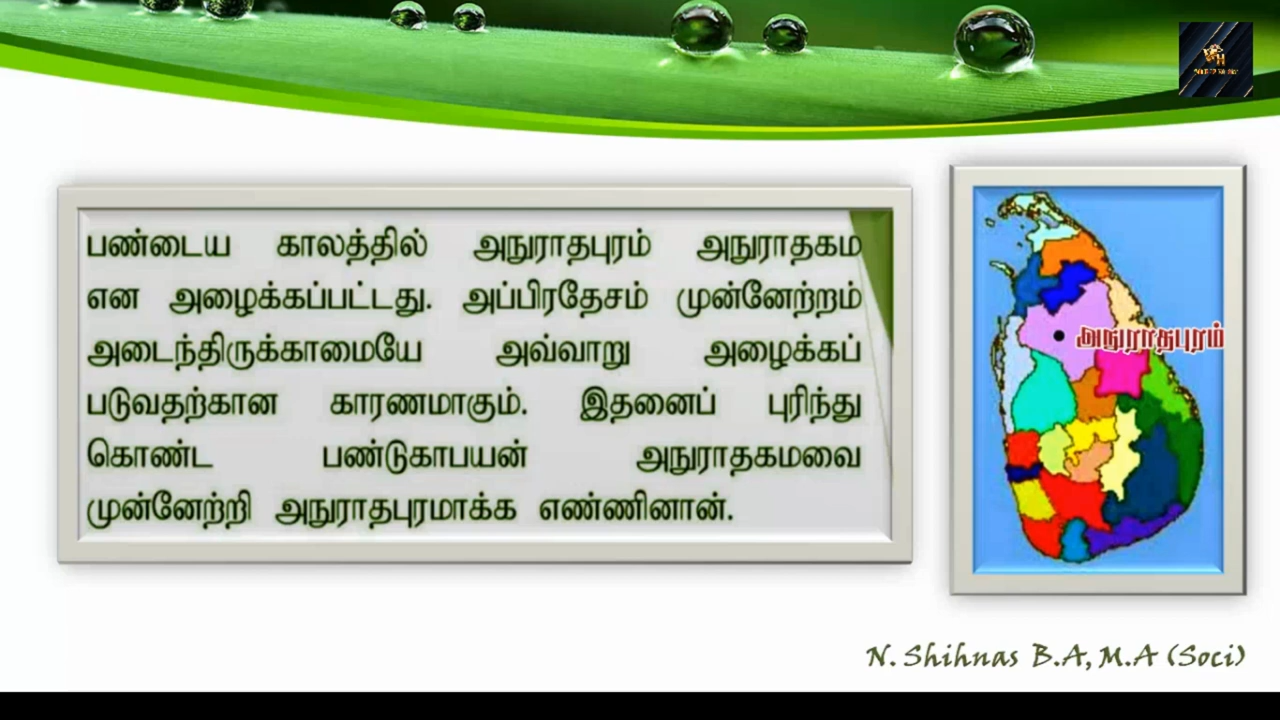 பண்டைய காலத்தில் அநுராதபுரம் அநுராதகம
என அழைக்கப்பட்டது. அப்பிரதேசம் முன்னேற்றம்
அடைந்திருக்காமையே அவ்வாறு அழைக்கப்
படுவதற்கான காரணமாகும். இதனைப் புரிந்து
கொண்ட பண்டுகாபயன் அநுராதகமவை
முன்னேற்றி அநுராதபுரமாக்க எண்ணினான்.
அநுராதபுரம்
N. Shihnas B.A, M.A (Soci)